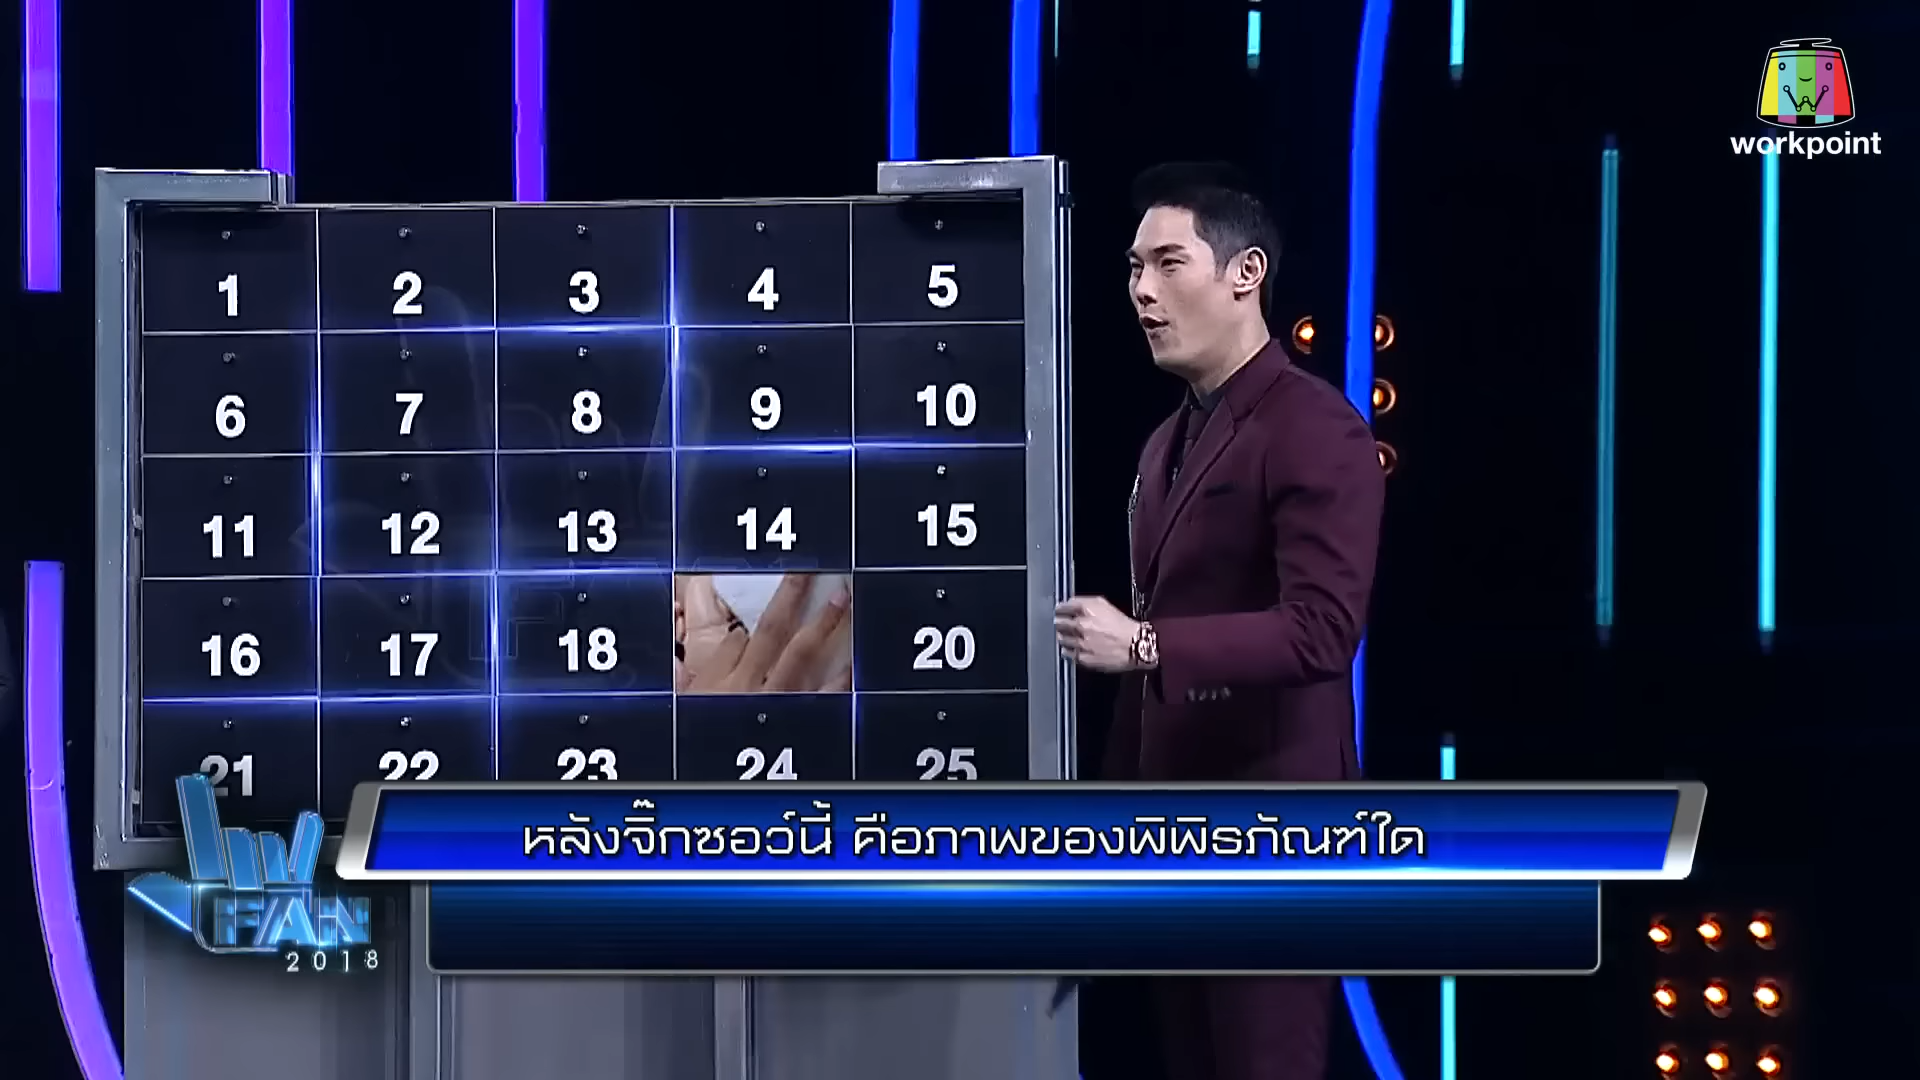 workpoint
1 2 3 4 5
6 7 8 9 10
11 12 13 14 15
16 17 18 20
21 22 23 24 25
หลังจิ๊กซอว์นี้ คือภาพของพิพิธภัณฑ์ใด
FAN
2018